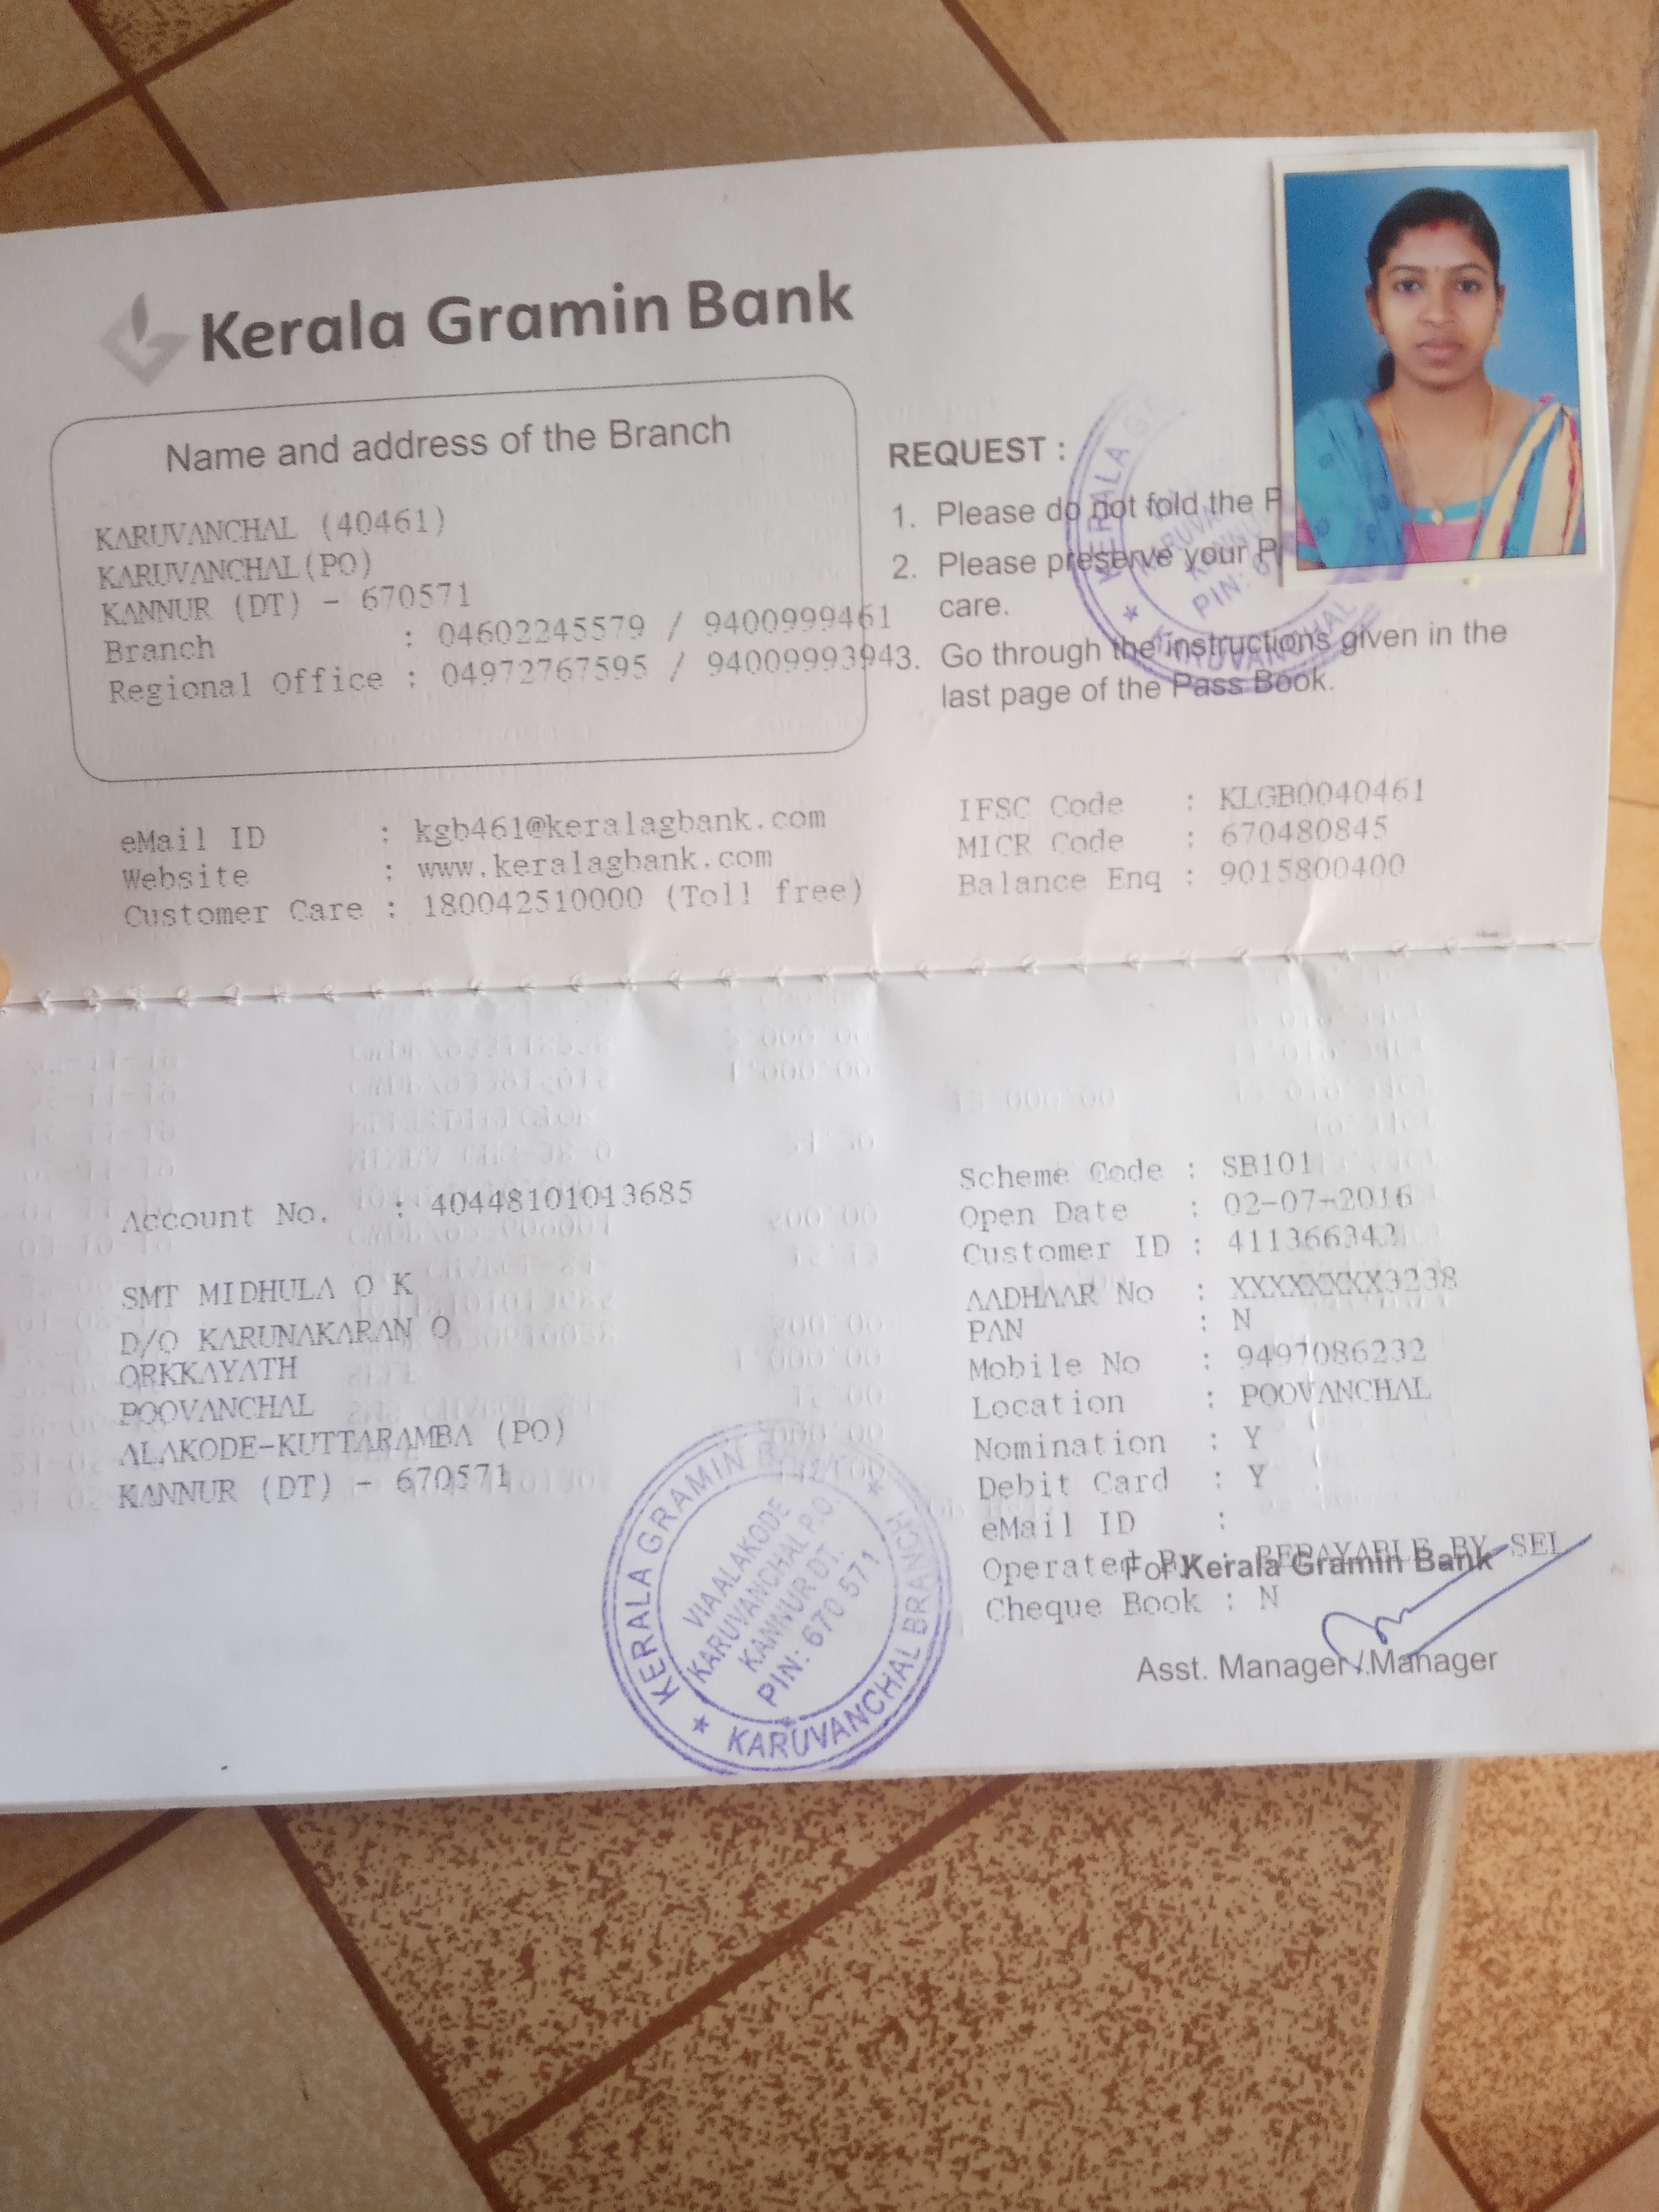 Kerala Gramin Bank
Name and address of the Branch
KARUVANCHAL (40461)
KARUVANCHAL(PO)
KANNUR (DT) - 670571
Branch : 04602245579 / 9400999461
Regional Office : 04972767595 / 9400999394
REQUEST :
1. Please do not fold the P
2. Please preserve your P
care.
3. Go through the instructions given in the
last page of the Pass Book.
KERALA
KARUVANCHAL
PIN: 6
eMail ID : kgb461@keralagbank.com
Website : www.keralagbank.com
Customer Care : 180042510000 (Toll free)
IFSC Code : KLGB0040461
MICR Code : 670480845
Balance Enq : 9015800400
Account No. : 40448101013685
SMT MIDHULA O K
D/O KARUNAKARAN O
ORKKAYATH
POOVANCHAL
ALAKODE-KUTTARAMBA (PO)
KANNUR (DT) - 670571
Scheme Code : SB101
Open Date : 02-07-2016
Customer ID : 411366342
AADHAAR No : XXXXXXXX3238
PAN : N
Mobile No : 9497086232
Location : POOVANCHAL
Nomination : Y
Debit Card : Y
eMail ID :
Operated By : REPAYABLE BY SEL
For Kerala Gramin Bank
Cheque Book : N
Asst. Manager / Manager
KERALA GRAMIN
VIA ALAKODE
KARUVANCHAL P.O.
KANNUR DT.
PIN: 670 571
KARUVANCHAL BRANCH